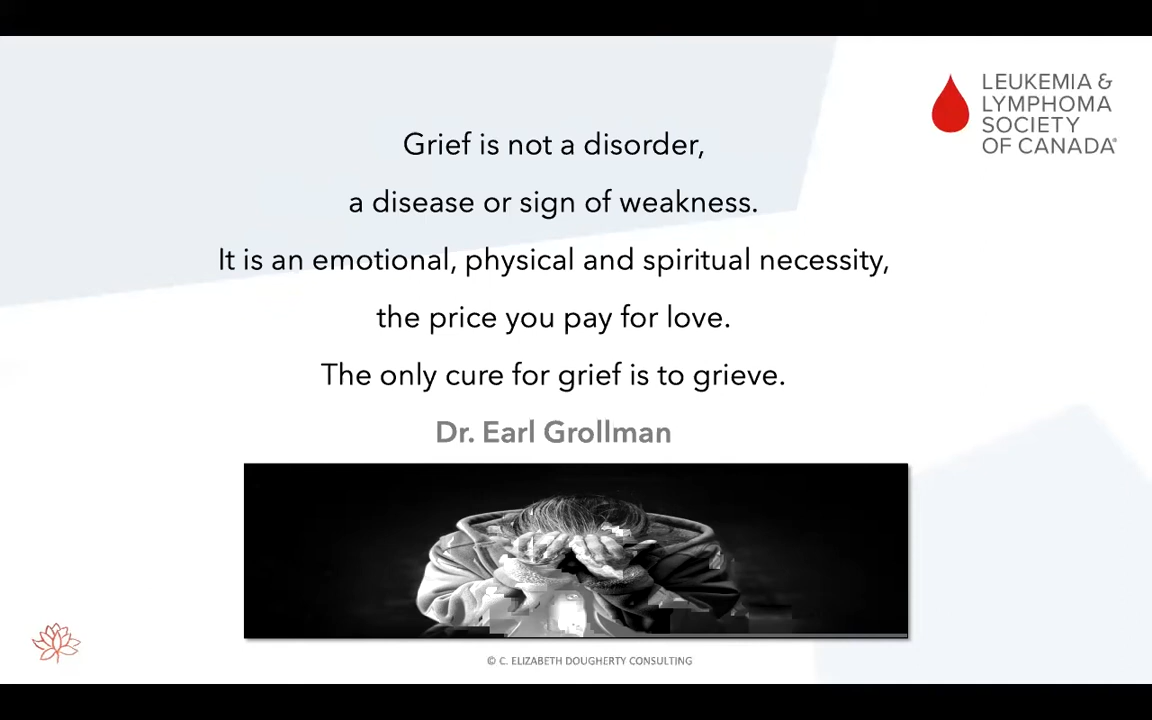 LEUKEMIA &
LYMPHOMA
SOCIETY
OF CANADA®
Grief is not a disorder,
a disease or sign of weakness.
It is an emotional, physical and spiritual necessity,
the price you pay for love.
The only cure for grief is to grieve.
Dr. Earl Grollman
© C. ELIZABETH DOUGHERTY CONSULTING